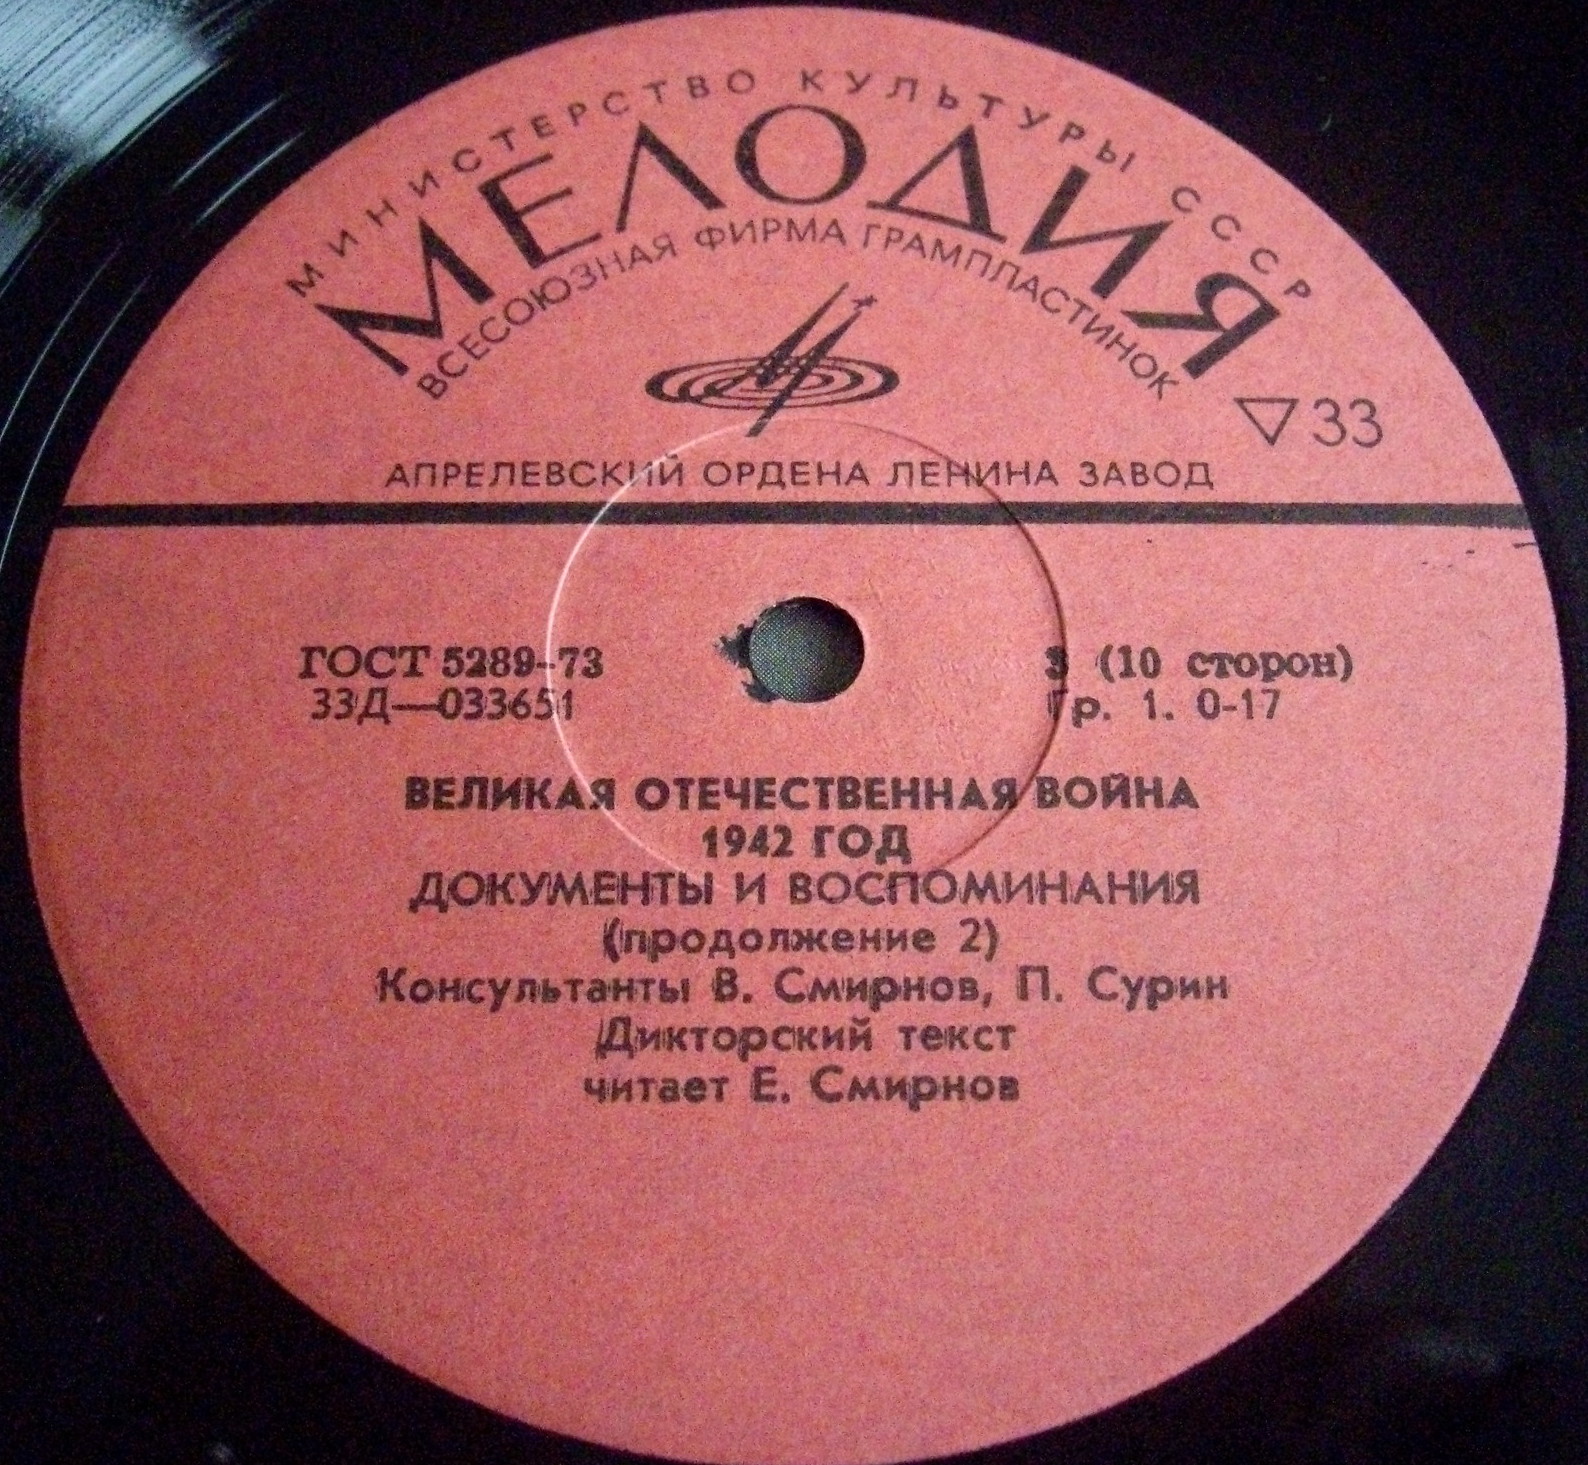 МИНИСТЕРСТВО КУЛЬТУРЫ СССР
МЕЛОДИЯ
ВСЕСОЮЗНАЯ ФИРМА ГРАМПЛАСТИНОК
33
АПРЕЛЕВСКИЙ ОРДЕНА ЛЕНИНА ЗАВОД
ГОСТ 5289-73 3 (10 сторон)
33Д—033651 Гр. 1. 0-17
ВЕЛИКАЯ ОТЕЧЕСТВЕННАЯ ВОЙНА
1942 ГОД
ДОКУМЕНТЫ И ВОСПОМИНАНИЯ
(продолжение 2)
Консультанты В. Смирнов, П. Сурин
Дикторский текст
читает Е. Смирнов